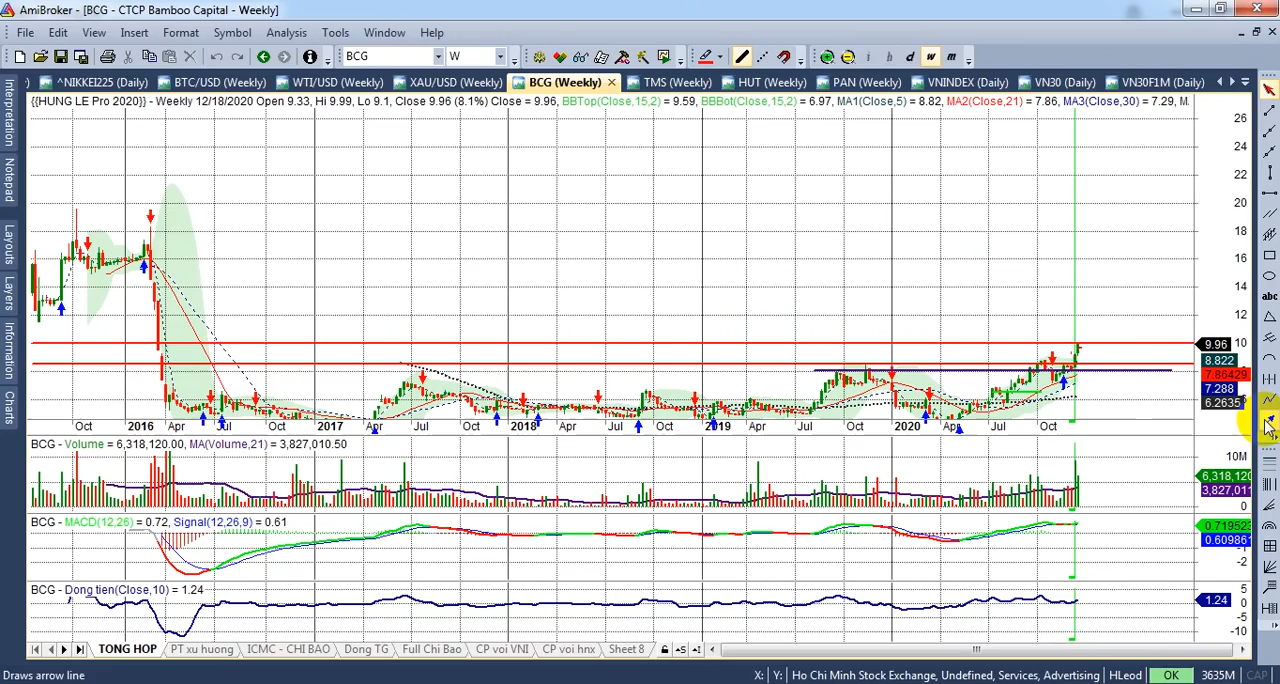 AmiBroker - [BCG - CTCP Bamboo Capital - Weekly]
File Edit View Insert Format Symbol Analysis Tools Window Help
BCG W i h d w m
^NIKKEI225 (Daily) BTC/USD (Weekly) WTI/USD (Weekly) XAU/USD (Weekly) BCG (Weekly) TMS (Weekly) HUT (Weekly) PAN (Weekly) VNINDEX (Daily) VN30 (Daily) VN30F1M (Daily)
{{HUNG LE Pro 2020}} - Weekly 12/18/2020 Open 9.33, Hi 9.99, Lo 9.1, Close 9.96 (8.1%) Close = 9.96, BBTop(Close,15,2) = 9.59, BBBot(Close,15,2) = 6.97, MA1(Close,5) = 8.82, MA2(Close,21) = 7.86, MA3(Close,30) = 7.29, M.
Interpretation
Notepad
Layouts
Layers
Information
Charts
26
24
22
20
18
16
14
12
10
9.96
8.822
7.86429
7.288
6.2635
abc
Oct 2016 Apr Jul Oct 2017 Apr Jul Oct 2018 Apr Jul Oct 2019 Apr Jul Oct 2020 Apr Jul Oct
BCG - Volume = 6,318,120.00, MA(Volume,21) = 3,827,010.50
10M
6,318,120
3,827,01
0
BCG - MACD(12,26) = 0.72, Signal(12,26,9) = 0.61
0.719523
0.609861
-1
-2
BCG - Dong tien(Close,10) = 1.24
5
1.24
0
-5
-10
TONG HOP PT xu huong ICMC - CHI BAO Dong TG Full Chi Bao CP voi VNI CP voi hnx Sheet 8
Draws arrow line X: Y: Ho Chi Minh Stock Exchange, Undefined, Services, Advertising HLeod OK 3635M CAP